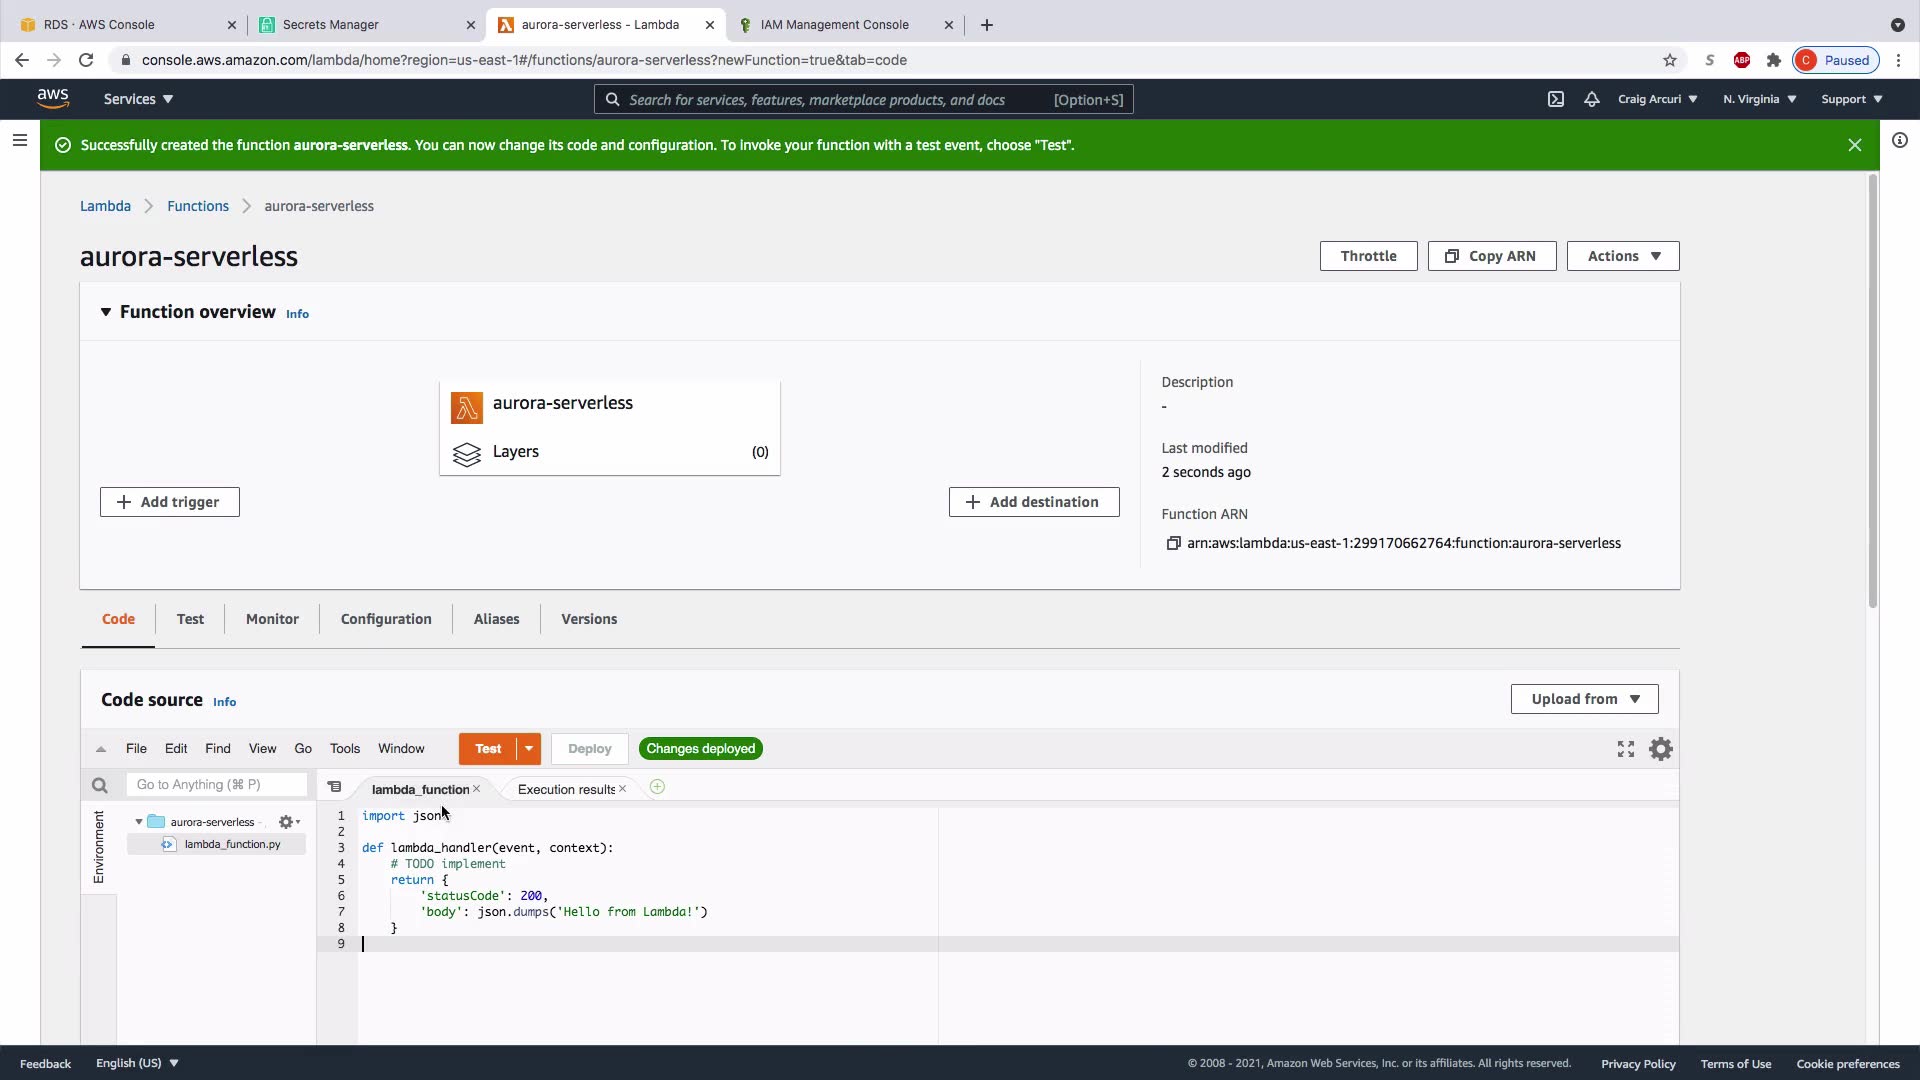 RDS · AWS Console
Secrets Manager
aurora-serverless - Lambda
IAM Management Console
console.aws.amazon.com/lambda/home?region=us-east-1#/functions/aurora-serverless?newFunction=true&tab=code
S
ABP
C
Paused
aws
Services
Search for services, features, marketplace products, and docs
[Option+S]
Craig Arcuri
N. Virginia
Support
Successfully created the function aurora-serverless. You can now change its code and configuration. To invoke your function with a test event, choose "Test".
Lambda
Functions
aurora-serverless
aurora-serverless
Throttle
Copy ARN
Actions
Function overview
Info
aurora-serverless
Layers
(0)
Add trigger
Add destination
Description
-
Last modified
2 seconds ago
Function ARN
arn:aws:lambda:us-east-1:299170662764:function:aurora-serverless
Code
Test
Monitor
Configuration
Aliases
Versions
Code source
Info
Upload from
File
Edit
Find
View
Go
Tools
Window
Test
Deploy
Changes deployed
Go to Anything (⌘ P)
lambda_function
Execution results
Environment
aurora-serverless -
lambda_function.py
1 import json
2
3 def lambda_handler(event, context):
4 # TODO implement
5 return {
6 'statusCode': 200,
7 'body': json.dumps('Hello from Lambda!')
8 }
9
Feedback
English (US)
© 2008 - 2021, Amazon Web Services, Inc. or its affiliates. All rights reserved.
Privacy Policy
Terms of Use
Cookie preferences